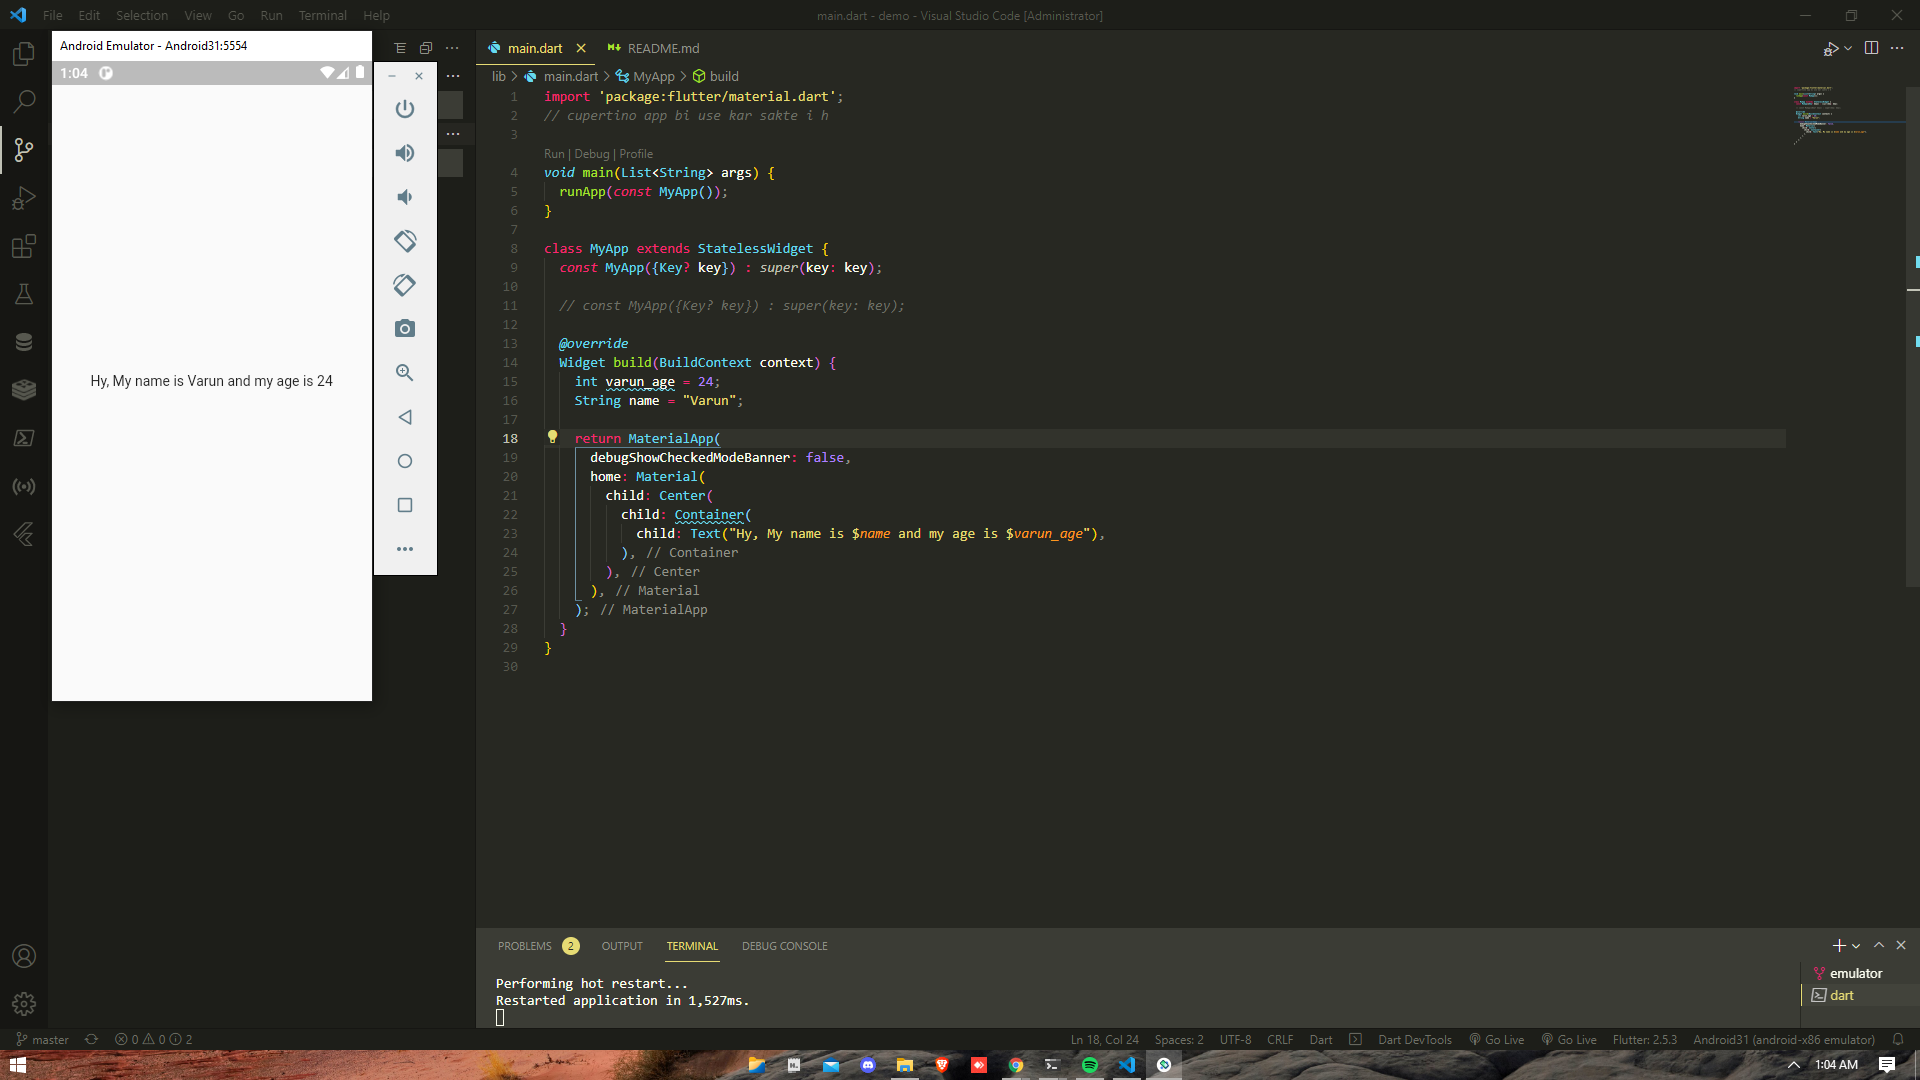 File Edit Selection View Go Run Terminal Help
main.dart - demo - Visual Studio Code [Administrator]
Android Emulator - Android31:5554
1:04
Hy, My name is Varun and my age is 24
main.dart
README.md
lib > main.dart > MyApp > build
1 import 'package:flutter/material.dart';
2 // cupertino app bi use kar sakte i h
3
Run | Debug | Profile
4 void main(List<String> args) {
5 runApp(const MyApp());
6 }
7
8 class MyApp extends StatelessWidget {
9 const MyApp({Key? key}) : super(key: key);
10
11 // const MyApp({Key? key}) : super(key: key);
12
13 @override
14 Widget build(BuildContext context) {
15 int varun_age = 24;
16 String name = "Varun";
17
18 return MaterialApp(
19 debugShowCheckedModeBanner: false,
20 home: Material(
21 child: Center(
22 child: Container(
23 child: Text("Hy, My name is $name and my age is $varun_age"),
24 ), // Container
25 ), // Center
26 ), // Material
27 ); // MaterialApp
28 }
29 }
30
PROBLEMS 2 OUTPUT TERMINAL DEBUG CONSOLE
Performing hot restart...
Restarted application in 1,527ms.
emulator
dart
master 0 0 2
Ln 18, Col 24 Spaces: 2 UTF-8 CRLF Dart Dart DevTools Go Live Go Live Flutter: 2.5.3 Android31 (android-x86 emulator)
1:04 AM